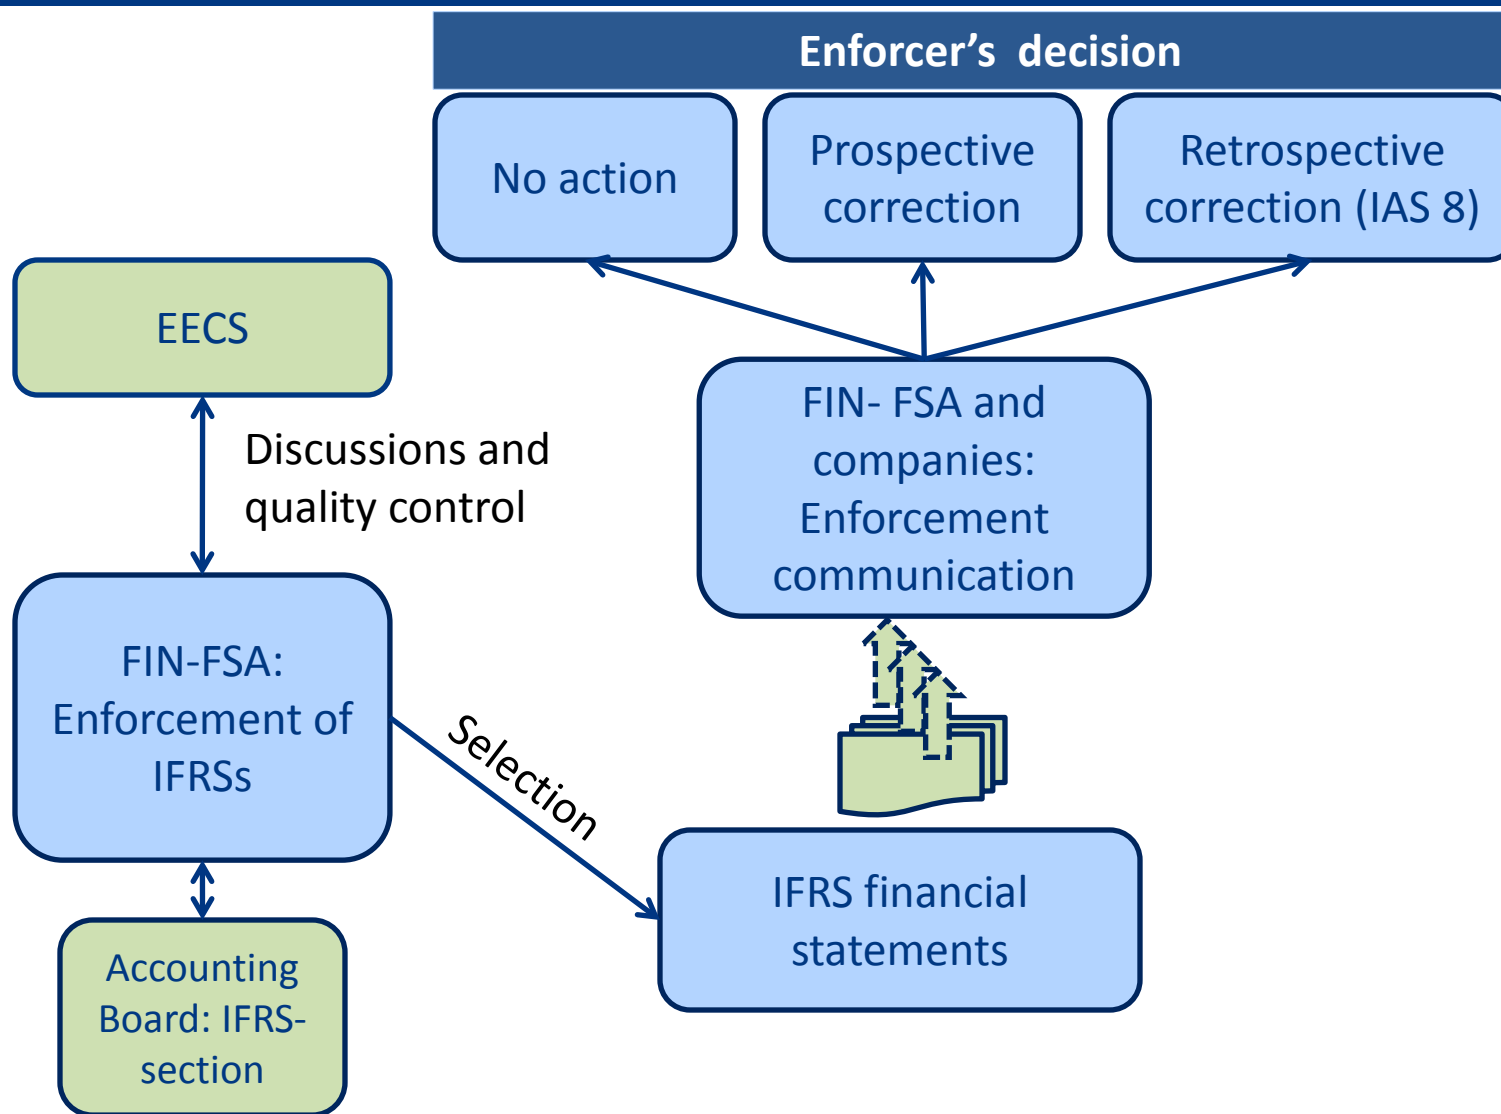 Enforcer's  decision
No action
Prospective
correction
Retrospective
correction (IAS 8)
EECS
Discussions and
quality control
FIN- FSA and
companies:
Enforcement
communication
FIN-FSA:
Enforcement of
IFRSs
Selection
IFRS financial
statements
Accounting
Board: IFRS-
section